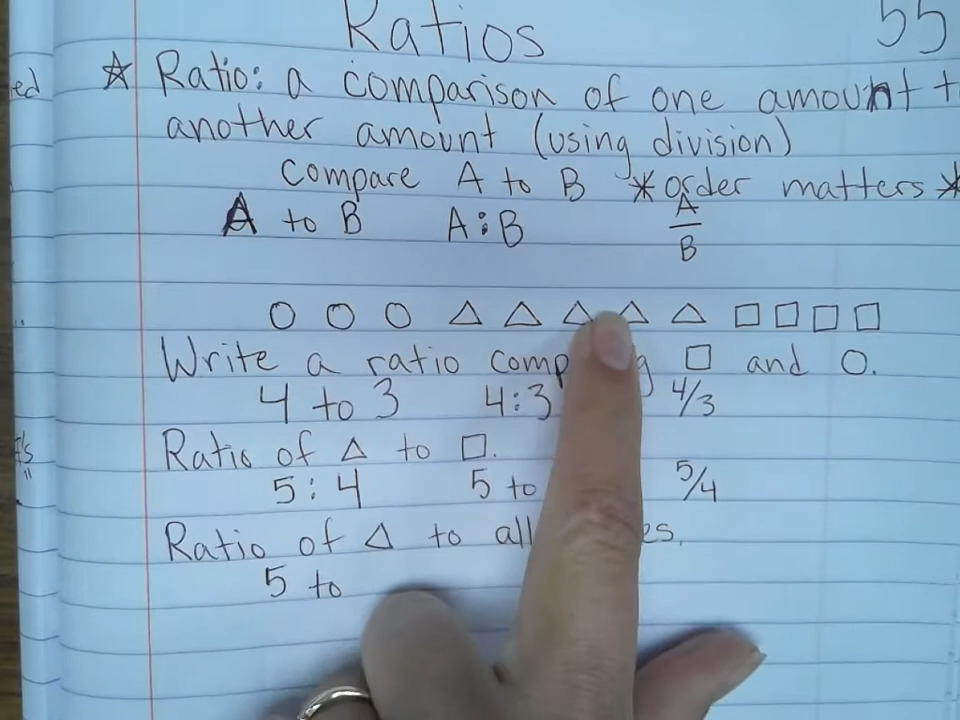 Ratios 55
ed ☆ Ratio: a comparison of one amount
another amount (using division)
compare A to B *order matters*
A to B A:B A/B
○ ○ ○ △ △ △ △ △ □ □ □ □
Write a ratio □ and ○.
4 to 3 4:3 4/3
Ratio of △ to □.
5:4 5 to 5/4
Ratio of △ to all
5 to